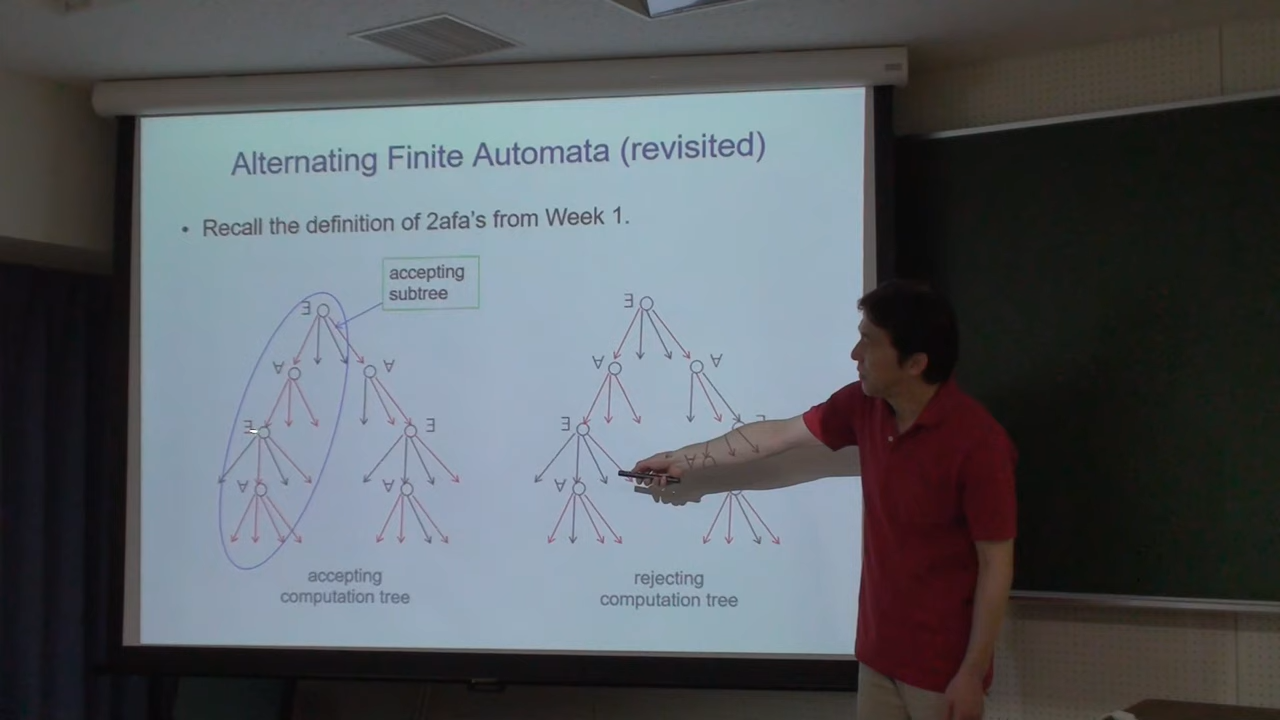 Alternating Finite Automata (revisited)
• Recall the definition of 2afa's from Week 1.
accepting
subtree
∃
∃
∀
∀
∀
∀
∃
∃
∃
∀
∀
∀
∀
accepting
computation tree
rejecting
computation tree